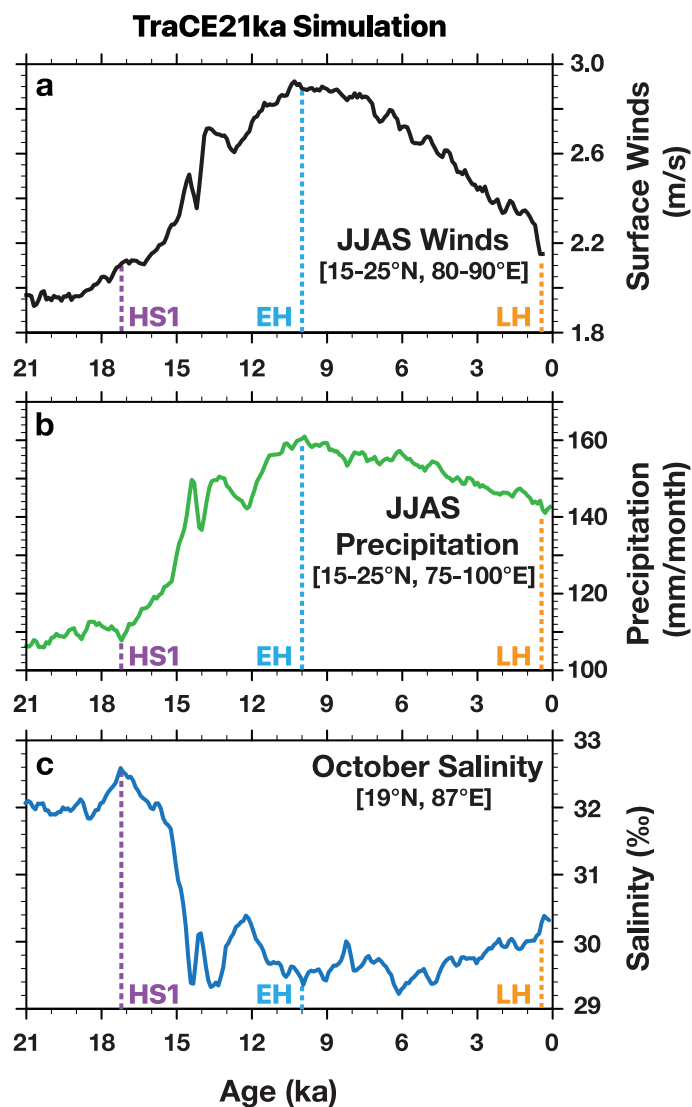 TraCE21ka Simulation
a
3.0
2.6
2.2
1.8
Surface Winds
(m/s)
JJAS Winds
[15-25°N, 80-90°E]
HS1
EH
LH
21
18
15
12
9
6
3
0
b
160
140
120
100
Precipitation
(mm/month)
JJAS
Precipitation
[15-25°N, 75-100°E]
HS1
EH
LH
21
18
15
12
9
6
3
0
c
33
32
31
30
29
Salinity (‰)
October Salinity
[19°N, 87°E]
HS1
EH
LH
21
18
15
12
9
6
3
0
Age (ka)